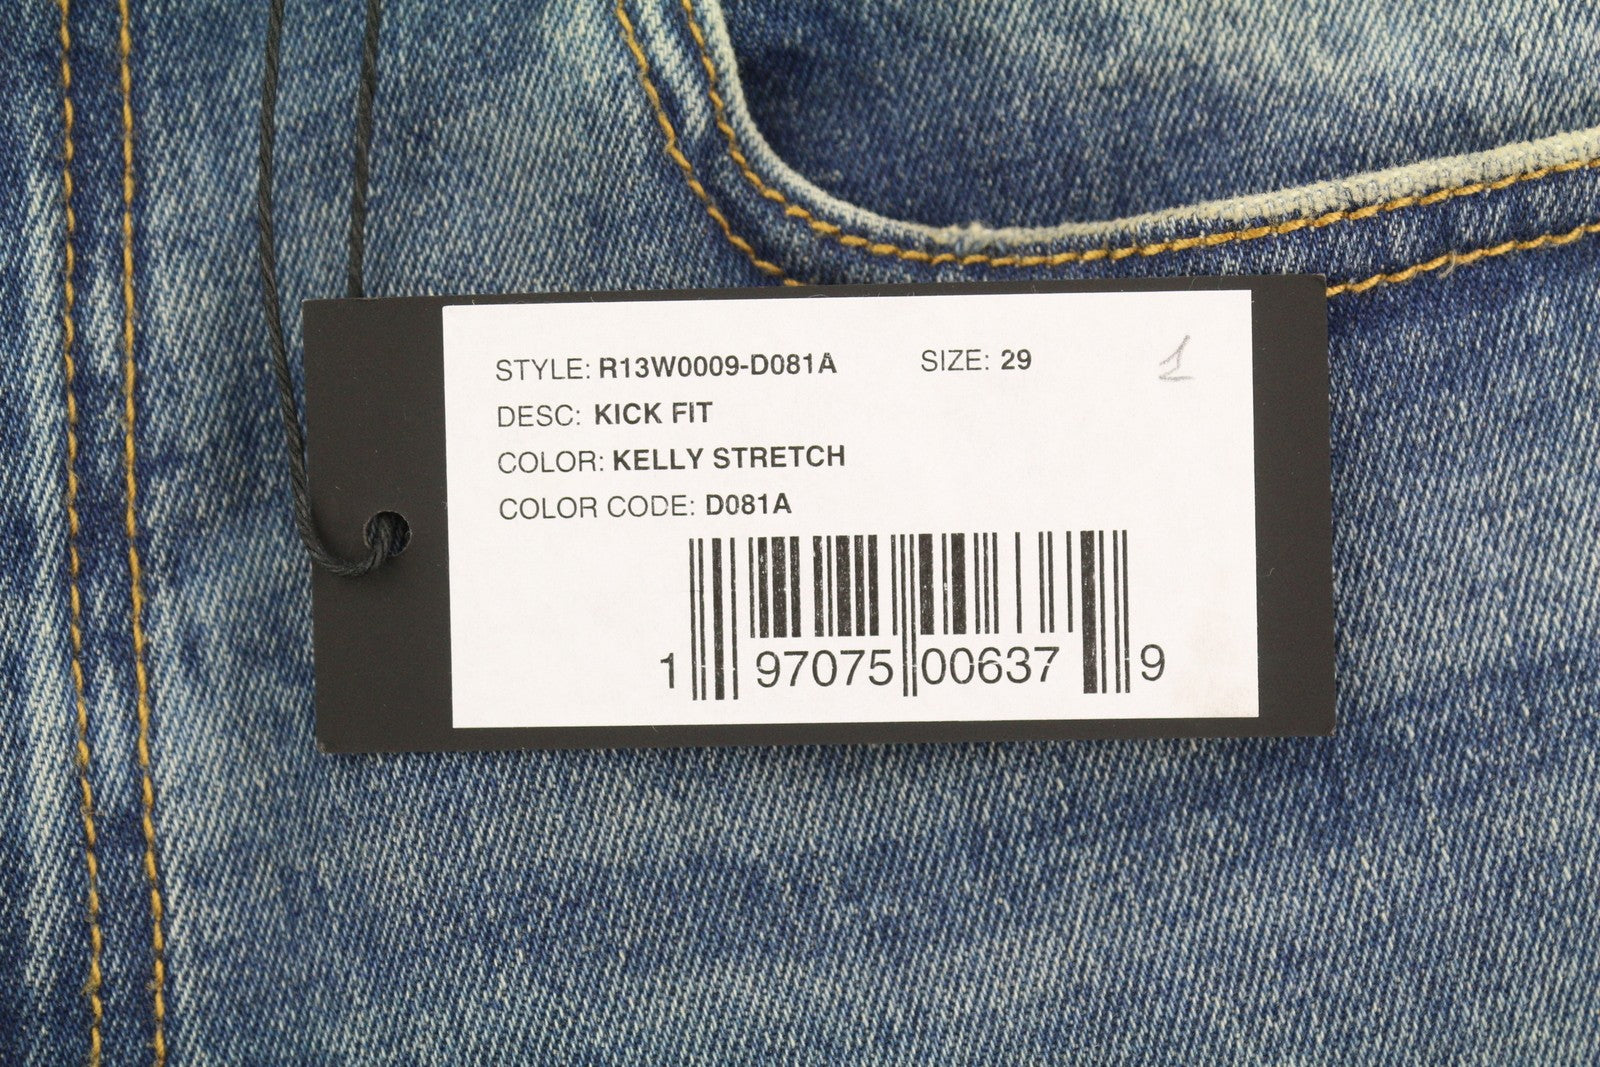 STYLE: R13W0009-D081A SIZE: 29 1
DESC: KICK FIT
COLOR: KELLY STRETCH
COLOR CODE: D081A
1 97075 00637 9